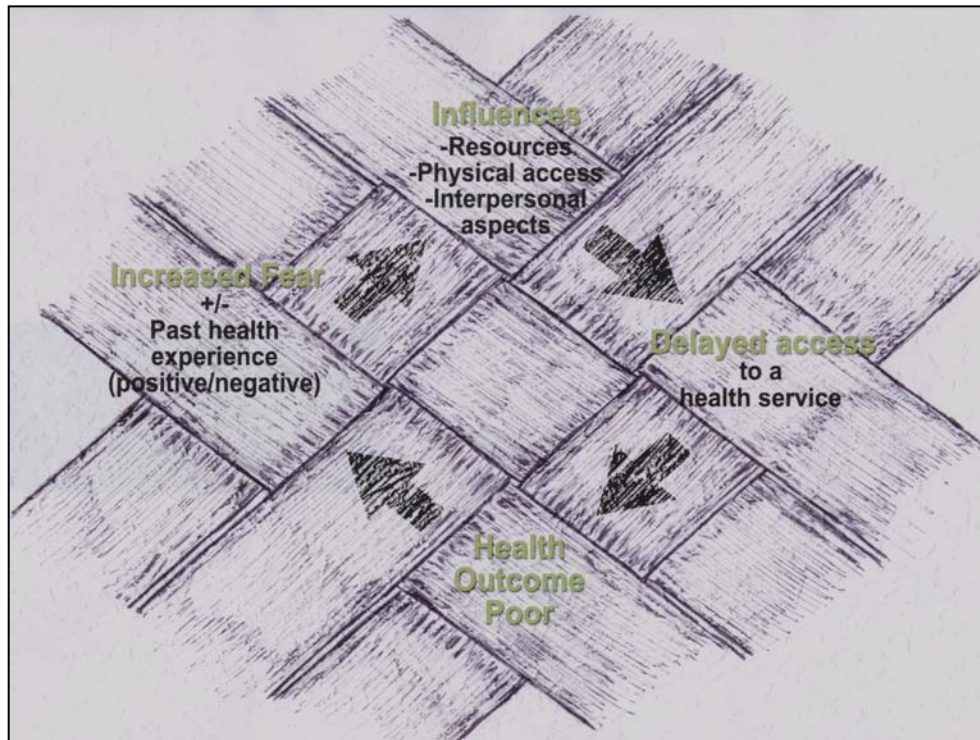 Influences
-Resources
-Physical access
-Interpersonal
aspects
Increased Fear
+/-
Past health
experience
(positive/negative)
Delayed access
to a
health service
Health
Outcome
Poor